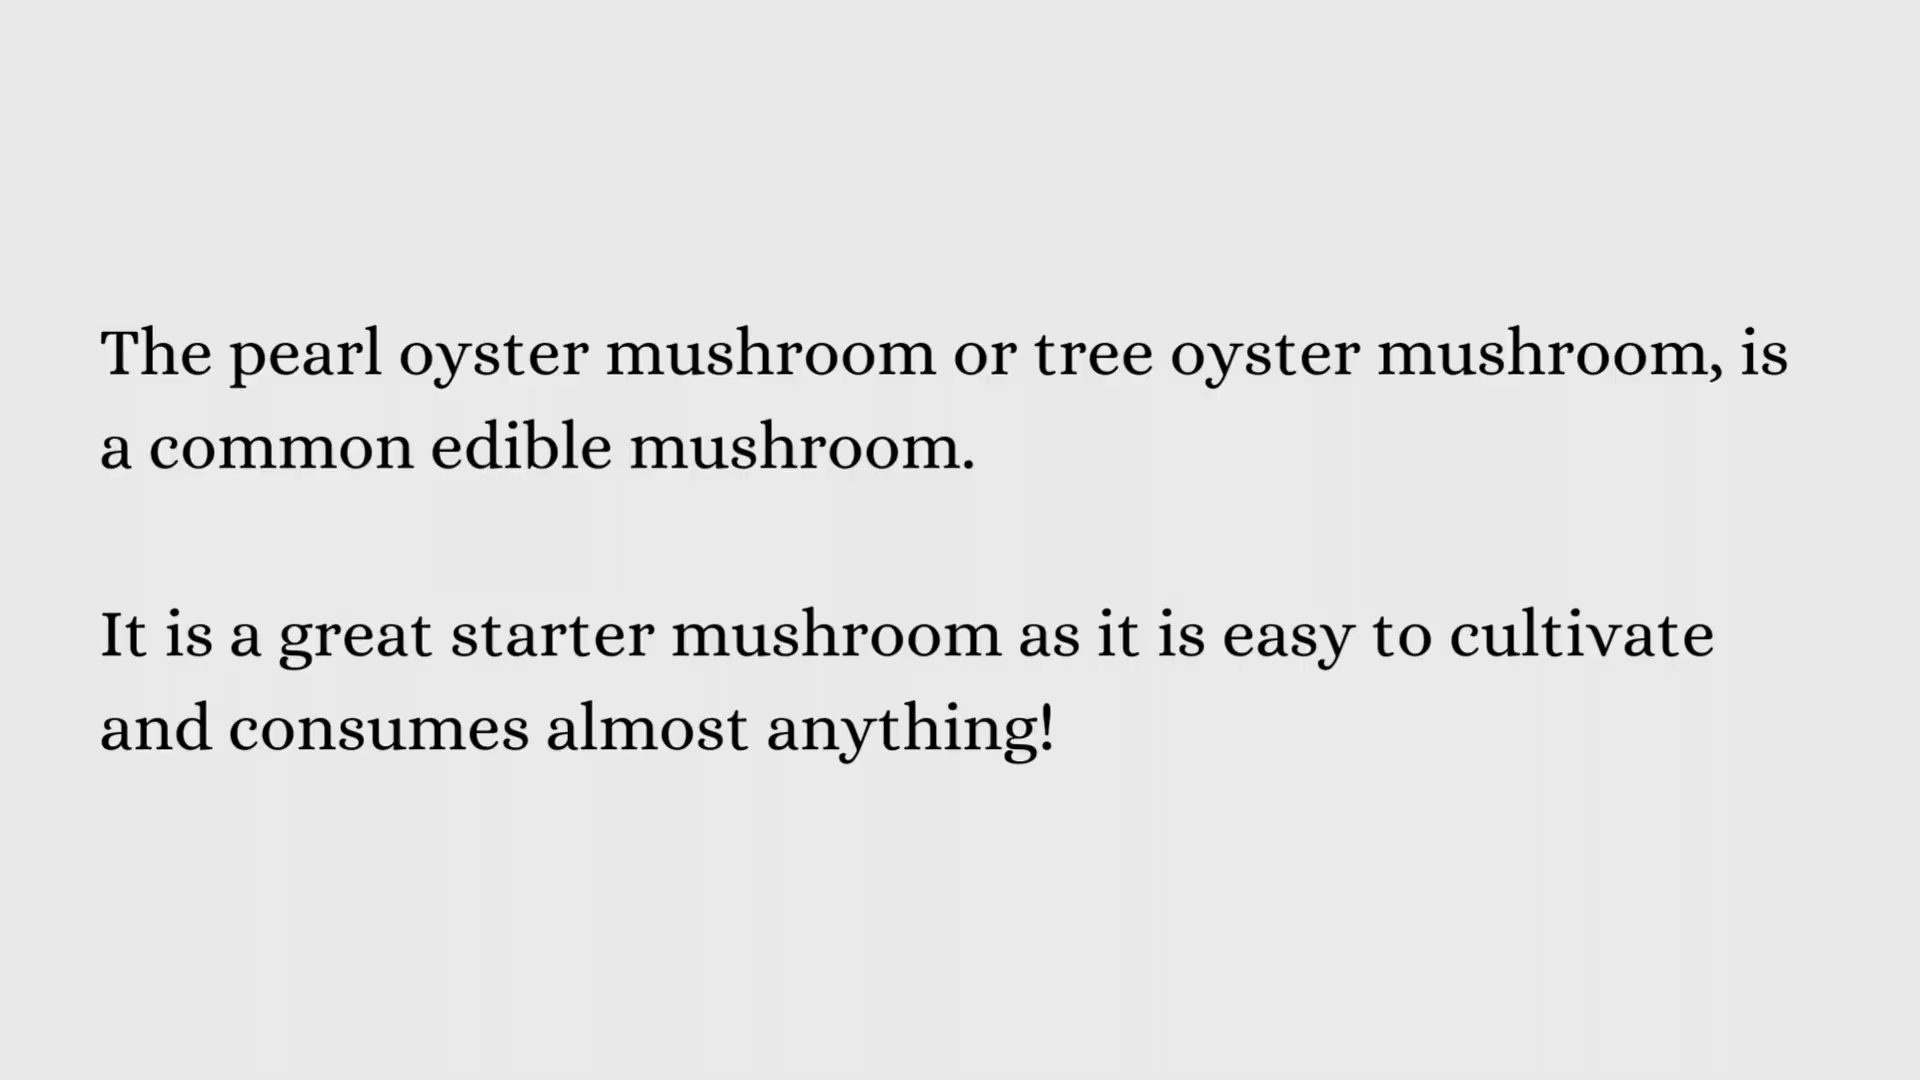 The pearl oyster mushroom or tree oyster mushroom, is
a common edible mushroom.
It is a great starter mushroom as it is easy to cultivate
and consumes almost anything!